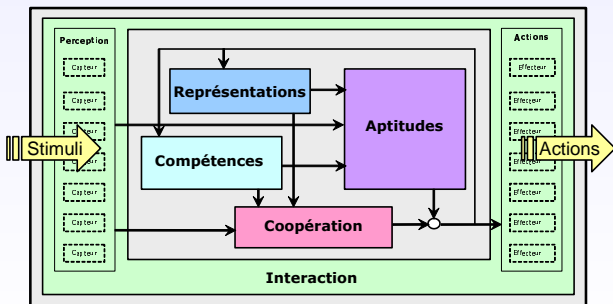 Perception
Actions
Capteur
Effecteur
Représentations
Capteur
Effecteur
Aptitudes
Capteur
Effecteur
Stimuli
Compétences
Actions
Capteur
Effecteur
Capteur
Effecteur
Coopération
Capteur
Effecteur
Capteur
Effecteur
Interaction